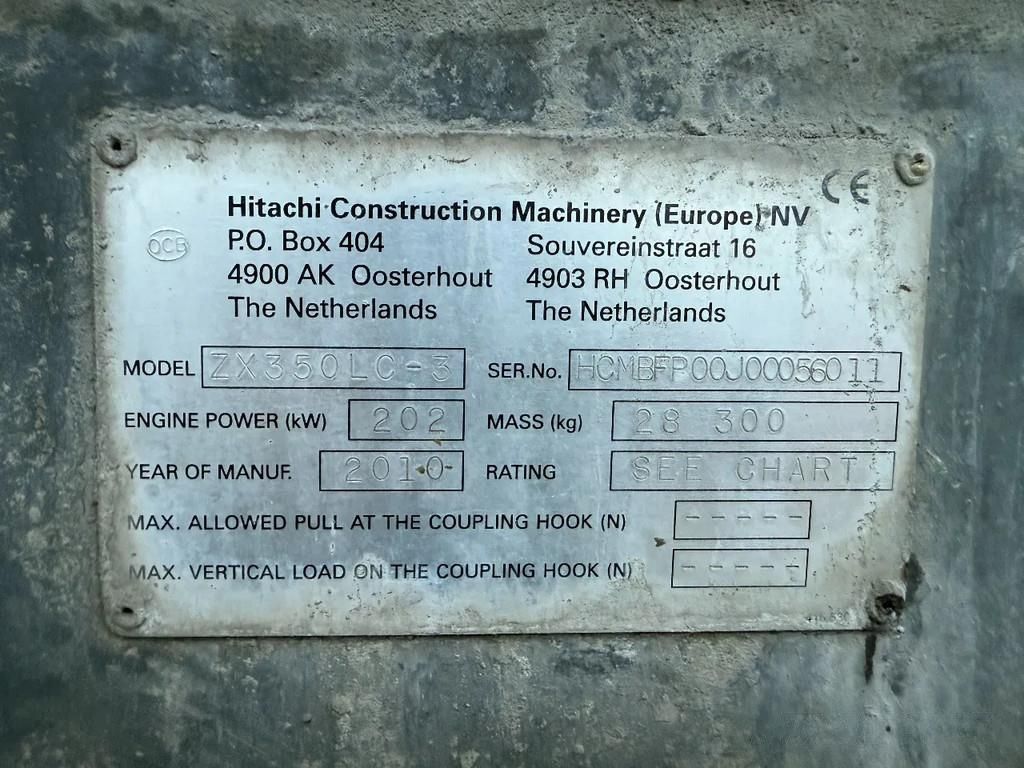 CE
Hitachi Construction Machinery (Europe) NV
OCB
P.O. Box 404 Souvereinstraat 16
4900 AK Oosterhout 4903 RH Oosterhout
The Netherlands The Netherlands
MODEL ZX350LC-3 SER.No. HCMBFP00J00056011
ENGINE POWER (kW) 202 MASS (kg) 28 300
YEAR OF MANUF. 2010 RATING SEE CHART
MAX. ALLOWED PULL AT THE COUPLING HOOK (N) -----
MAX. VERTICAL LOAD ON THE COUPLING HOOK (N) -----